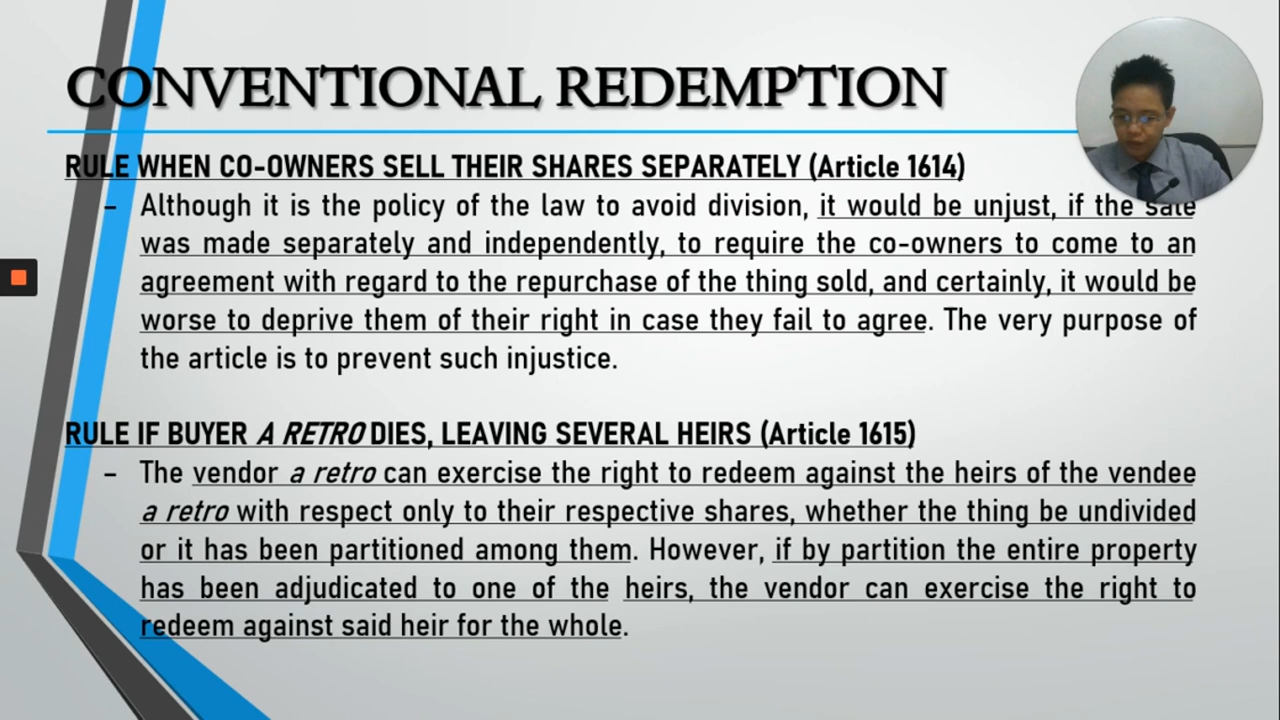 CONVENTIONAL REDEMPTION
RULE WHEN CO-OWNERS SELL THEIR SHARES SEPARATELY (Article 1614)
– Although it is the policy of the law to avoid division, it would be unjust, if the sale
was made separately and independently, to require the co-owners to come to an
agreement with regard to the repurchase of the thing sold, and certainly, it would be
worse to deprive them of their right in case they fail to agree. The very purpose of
the article is to prevent such injustice.
RULE IF BUYER A RETRO DIES, LEAVING SEVERAL HEIRS (Article 1615)
– The vendor a retro can exercise the right to redeem against the heirs of the vendee
a retro with respect only to their respective shares, whether the thing be undivided
or it has been partitioned among them. However, if by partition the entire property
has been adjudicated to one of the heirs, the vendor can exercise the right to
redeem against said heir for the whole.